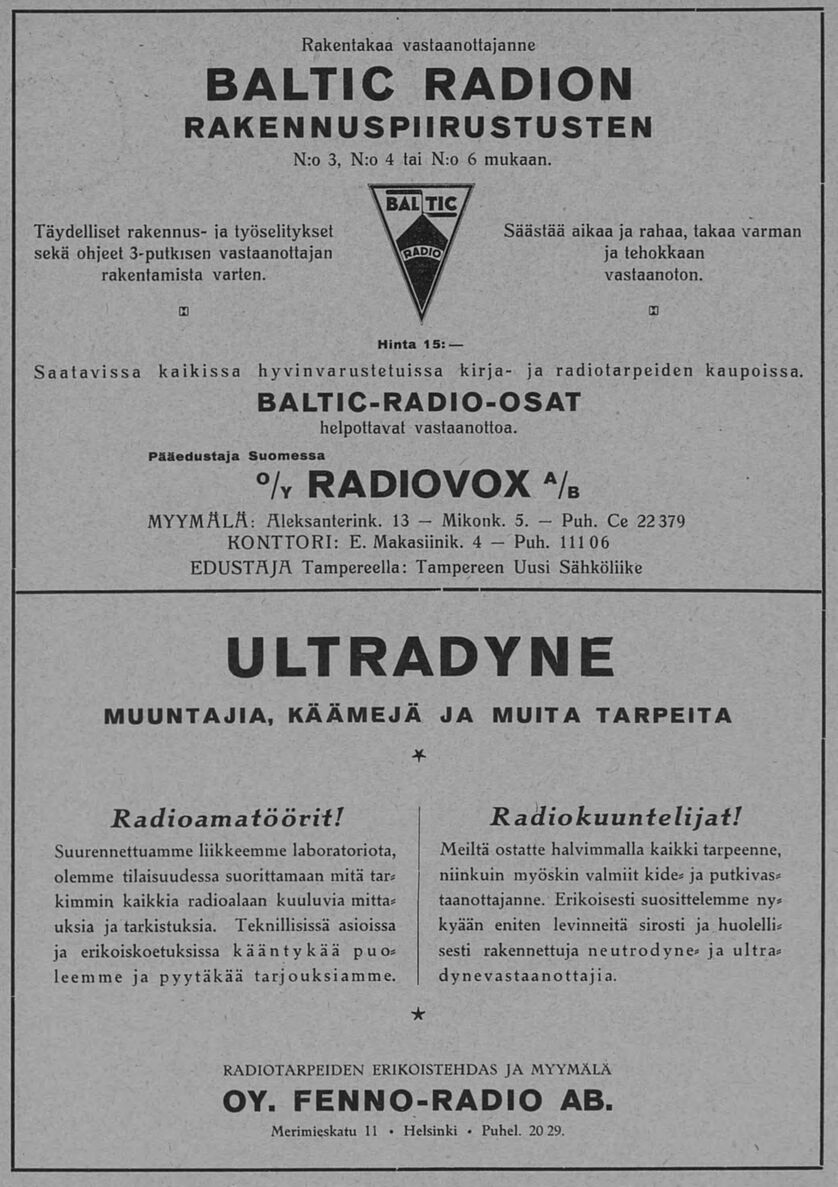 Rakentakaa vastaanottajanne
BALTIC RADION
RAKENNUSPIIRUSTUSTEN
N:o 3, N:o 4 tai N:o 6 mukaan.
Täydelliset rakennus- ja työselitykset
sekä ohjeet 3-putkisen vastaanottajan
rakentamista varten.
BALTIC
RADIO
Säästää aikaa ja rahaa, takaa varman
ja tehokkaan
vastaanoton.
Hinta 15:—
Saatavissa kaikissa hyvinvarustetuissa kirja- ja radiotarpeiden kaupoissa.
BALTIC-RADIO-OSAT
helpottavat vastaanottoa.
Pääedustaja Suomessa
O/Y RADIOVOX A/B
MYYMÄLÄ: Aleksanterink. 13 — Mikonk. 5. — Puh. Ce 22 379
KONTTORI: E. Makasiinik. 4 — Puh. 111 06
EDUSTAJA Tampereella: Tampereen Uusi Sähköliike
ULTRADYNE
MUUNTAJIA, KÄÄMEJÄ JA MUITA TARPEITA
Radioamatöörit!
Suurennettuamme liikkeemme laboratoriota,
olemme tilaisuudessa suorittamaan mitä tar-
kimmin kaikkia radioalaan kuuluvia mitta-
uksia ja tarkistuksia. Teknillisissä asioissa
ja erikoiskoetuksissa kääntykää puo-
leemme ja pyytäkää tarjouksiamme.
Radiokuuntelijat!
Meiltä ostatte halvimmalla kaikki tarpeenne,
niinkuin myöskin valmiit kide- ja putkivas-
taanottajanne. Erikoisesti suosittelemme ny-
kyään eniten levinneitä sirosti ja huolelli-
sesti rakennettuja neutrodyne- ja ultra-
dynevastaanottajia.
RADIOTARPEIDEN ERIKOISTEHDAS JA MYYMÄLÄ
OY. FENNO-RADIO AB.
Merimieskatu 11 • Helsinki • Puhel. 20 29.